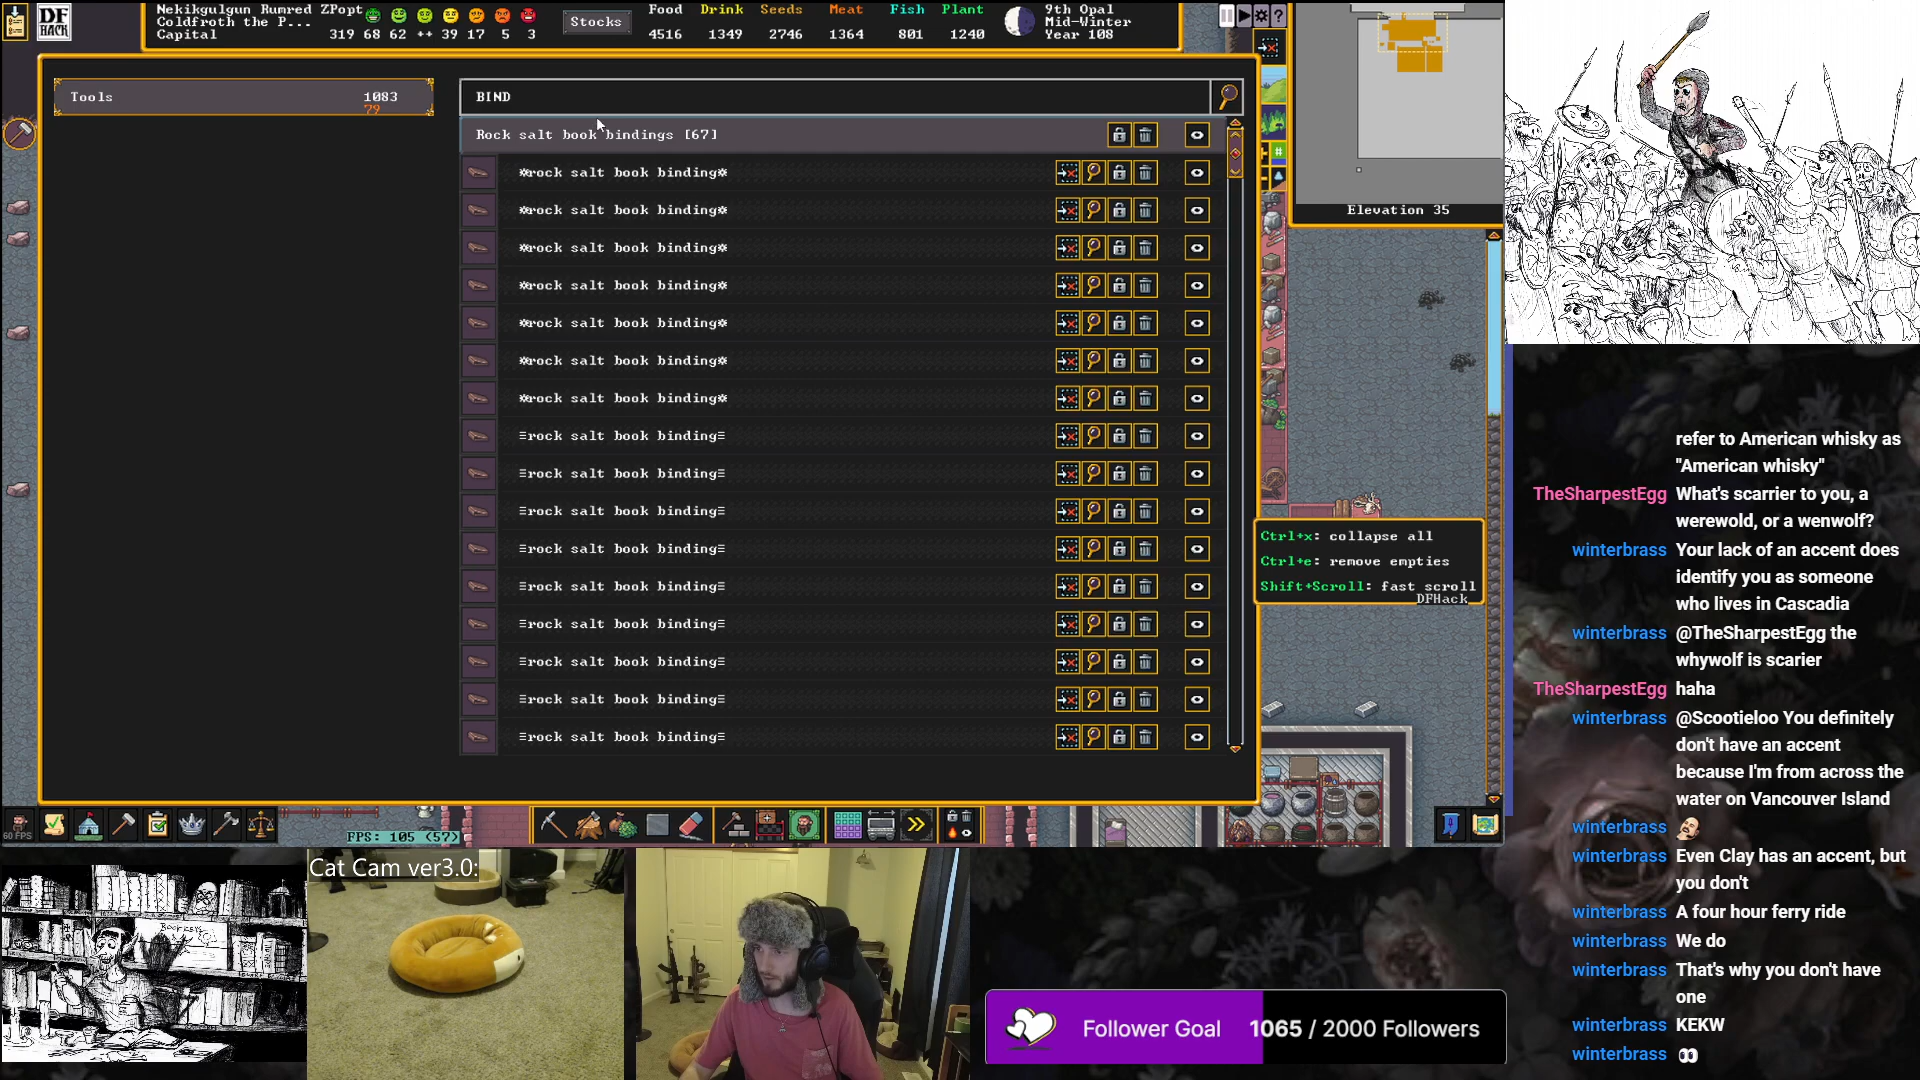 DF
HACK
Nekikgulgun Rumred ZPopt
Coldfroth the P...
Capital
319 68 62 ++ 39 17 5 3
Stocks
Food Drink Seeds Meat Fish Plant
4516 1349 2746 1364 801 1240
9th Opal
Mid-Winter
Year 108
Tools 1083
79
BIND
Rock salt book bindings [67]
☼rock salt book binding☼
☼rock salt book binding☼
☼rock salt book binding☼
☼rock salt book binding☼
☼rock salt book binding☼
☼rock salt book binding☼
☼rock salt book binding☼
≡rock salt book binding≡
≡rock salt book binding≡
≡rock salt book binding≡
≡rock salt book binding≡
≡rock salt book binding≡
≡rock salt book binding≡
≡rock salt book binding≡
≡rock salt book binding≡
≡rock salt book binding≡
Elevation 35
Ctrl+x: collapse all
Ctrl+e: remove empties
Shift+Scroll: fast scroll
DFHack
60 FPS
FPS: 105 (57)
refer to American whisky as
"American whisky"
TheSharpestEgg What's scarrier to you, a
werewold, or a wenwolf?
winterbrass Your lack of an accent does
identify you as someone
who lives in Cascadia
winterbrass @TheSharpestEgg the
whywolf is scarier
TheSharpestEgg haha
winterbrass @Scootieloo You definitely
don't have an accent
because I'm from across the
water on Vancouver Island
winterbrass
winterbrass Even Clay has an accent, but
you don't
winterbrass A four hour ferry ride
winterbrass We do
winterbrass That's why you don't have
one
winterbrass KEKW
winterbrass 👀
Cat Cam ver3.0:
Follower Goal 1065 / 2000 Followers